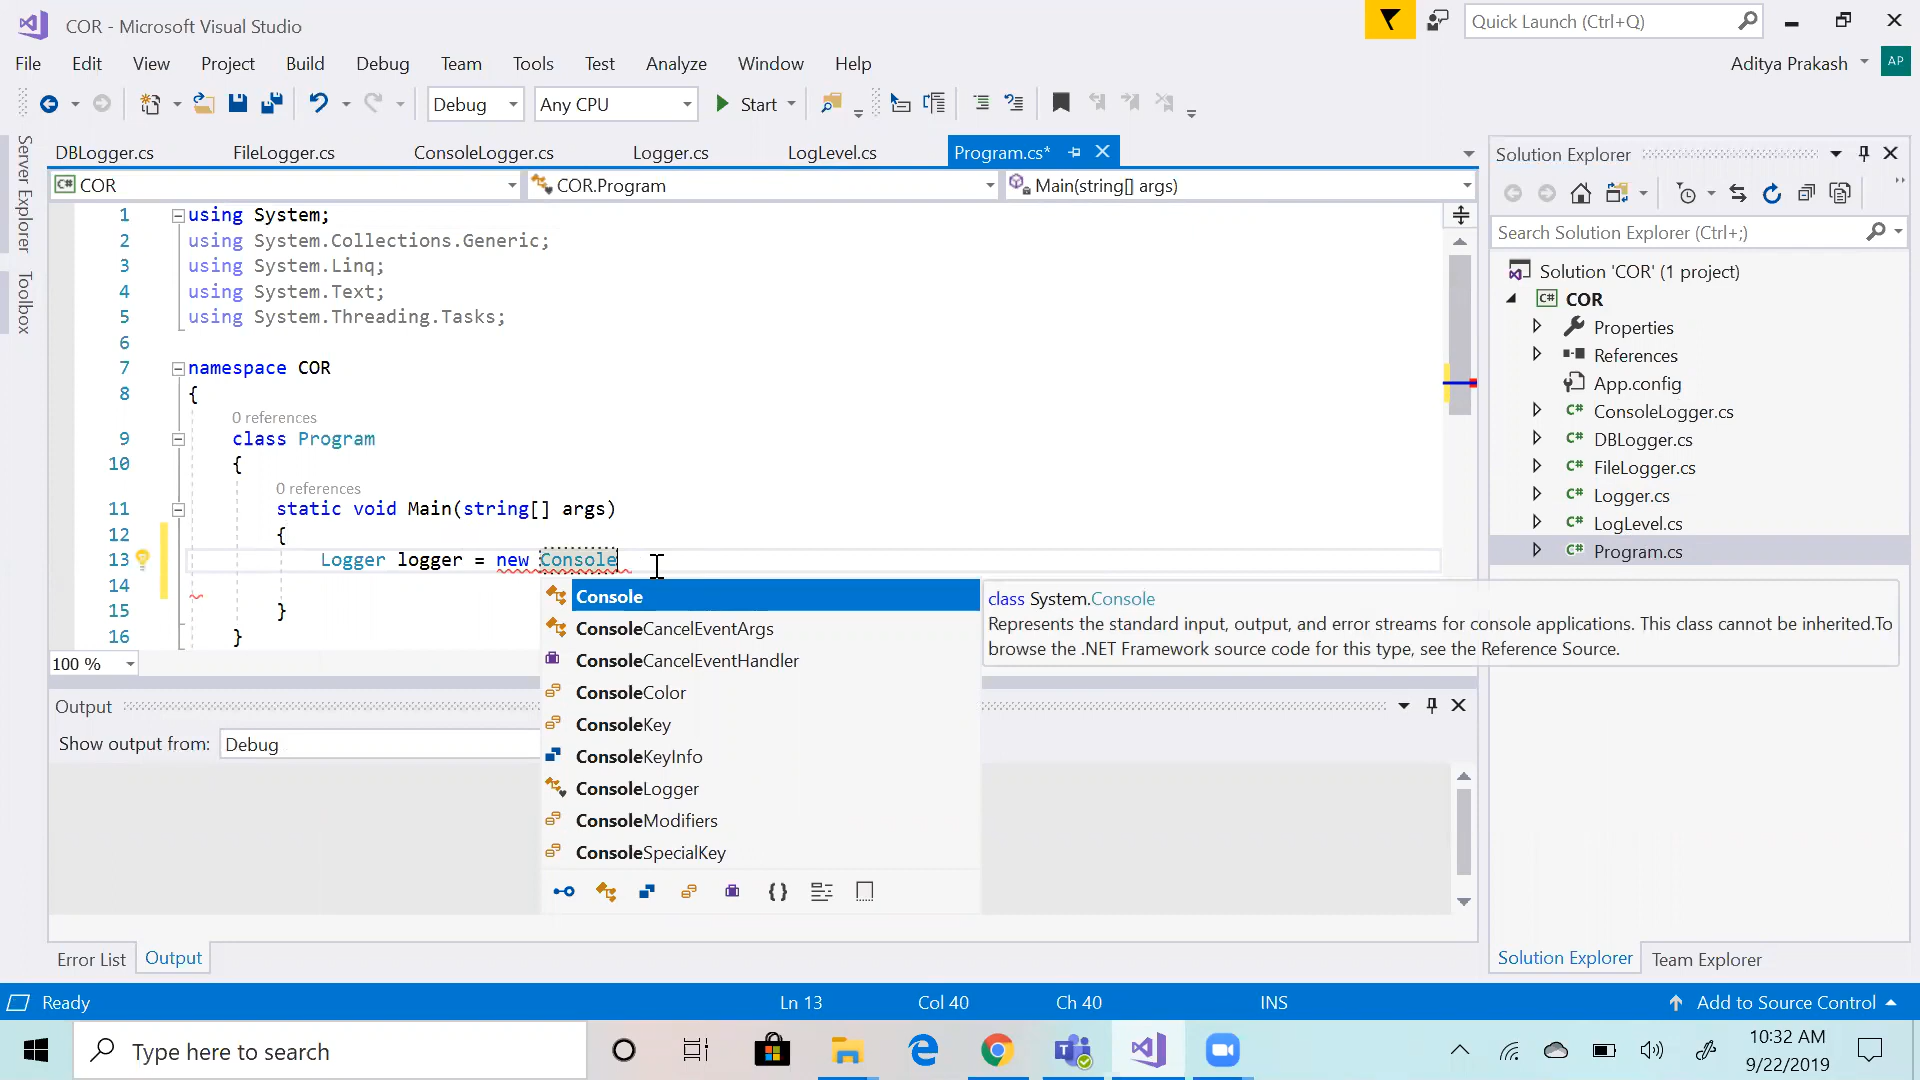 COR - Microsoft Visual Studio
Quick Launch (Ctrl+Q)
File Edit View Project Build Debug Team Tools Test Analyze Window Help
Aditya Prakash AP
Debug Any CPU Start
Server Explorer
Toolbox
DBLogger.cs FileLogger.cs ConsoleLogger.cs Logger.cs LogLevel.cs Program.cs*
COR COR.Program Main(string[] args)
1 using System;
2 using System.Collections.Generic;
3 using System.Linq;
4 using System.Text;
5 using System.Threading.Tasks;
6
7 namespace COR
8 {
0 references
9 class Program
10 {
0 references
11 static void Main(string[] args)
12 {
13 Logger logger = new Console
14
15 }
16 }
100 %
Console
ConsoleCancelEventArgs
ConsoleCancelEventHandler
ConsoleColor
ConsoleKey
ConsoleKeyInfo
ConsoleLogger
ConsoleModifiers
ConsoleSpecialKey
class System.Console
Represents the standard input, output, and error streams for console applications. This class cannot be inherited.To
browse the .NET Framework source code for this type, see the Reference Source.
Output
Show output from: Debug
Error List Output
Solution Explorer
Search Solution Explorer (Ctrl+;)
Solution 'COR' (1 project)
C# COR
Properties
References
App.config
C# ConsoleLogger.cs
C# DBLogger.cs
C# FileLogger.cs
C# Logger.cs
C# LogLevel.cs
C# Program.cs
Solution Explorer Team Explorer
Ready Ln 13 Col 40 Ch 40 INS Add to Source Control
Type here to search
10:32 AM
9/22/2019